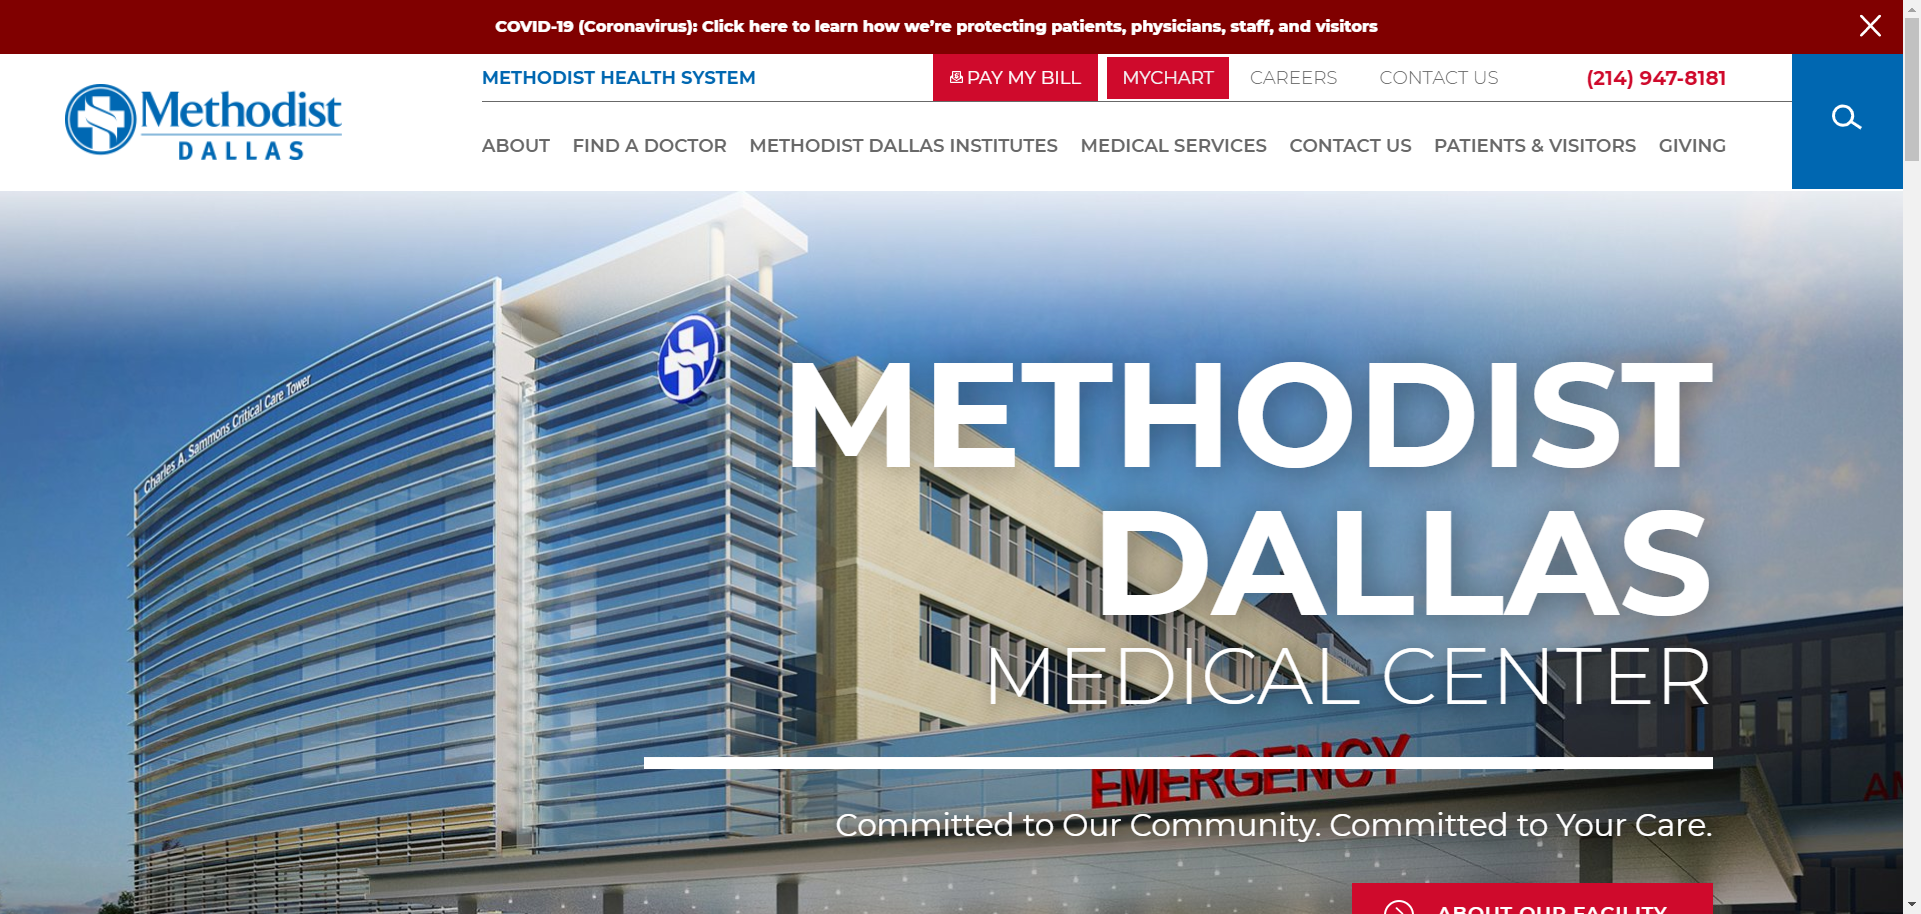 COVID-19 (Coronavirus): Click here to learn how we’re protecting patients, physicians, staff, and visitors
METHODIST HEALTH SYSTEM
PAY MY BILL
MYCHART
CAREERS
CONTACT US
(214) 947-8181
Methodist
DALLAS
ABOUT
FIND A DOCTOR
METHODIST DALLAS INSTITUTES
MEDICAL SERVICES
CONTACT US
PATIENTS & VISITORS
GIVING
Charles A. Sammons Critical Care Tower
METHODIST
DALLAS
MEDICAL CENTER
EMERGENCY
Committed to Our Community. Committed to Your Care.
ABOUT OUR FACILITY